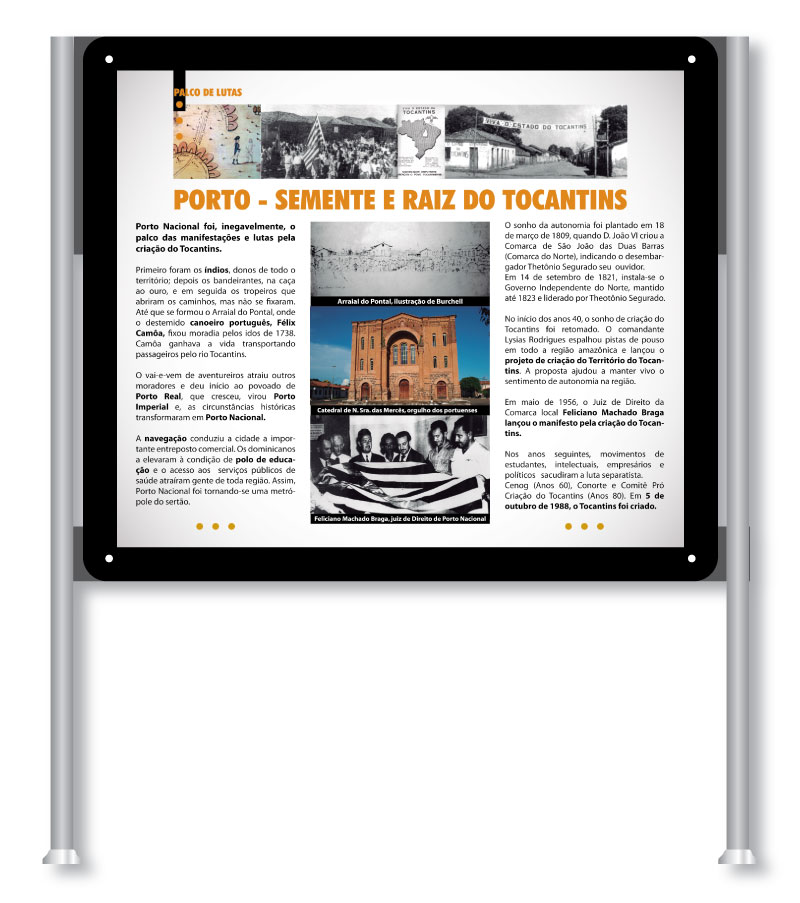 PALCO DE LUTAS
VIVA O ESTADO DO
TOCANTINS
VIVA O ESTADO DO TOCANTINS
PORTO - SEMENTE E RAIZ DO TOCANTINS
Porto Nacional foi, inegavelmente, o
palco das manifestações e lutas pela
criação do Tocantins.
Primeiro foram os índios, donos de todo o
território; depois os bandeirantes, na caça
ao ouro, e em seguida os tropeiros que
abriram os caminhos, mas não se fixaram.
Até que se formou o Arraial do Pontal, onde
o destemido canoeiro português, Félix
Camôa, fixou moradia pelos idos de 1738.
Camôa ganhava a vida transportando
passageiros pelo rio Tocantins.
O vai-e-vem de aventureiros atraiu outros
moradores e deu início ao povoado de
Porto Real, que cresceu, virou Porto
Imperial e, as circunstâncias históricas
transformaram em Porto Nacional.
A navegação conduziu a cidade a impor-
tante entreposto comercial. Os dominicanos
a elevaram à condição de polo de educa-
ção e o acesso aos serviços públicos de
saúde atraíram gente de toda região. Assim,
Porto Nacional foi tornando-se uma metró-
pole do sertão.
Arraial do Pontal, ilustração de Burchell
Catedral de N. Sra. das Mercês, orgulho dos portuenses
Feliciano Machado Braga, juiz de Direito de Porto Nacional
O sonho da autonomia foi plantado em 18
de março de 1809, quando D. João VI criou a
Comarca de São João das Duas Barras
(Comarca do Norte), indicando o desembar-
gador Thetônio Segurado seu ouvidor.
Em 14 de setembro de 1821, instala-se o
Governo Independente do Norte, mantido
até 1823 e liderado por Theotônio Segurado.
No início dos anos 40, o sonho de criação do
Tocantins foi retomado. O comandante
Lysias Rodrigues espalhou pistas de pouso
em todo a região amazônica e lançou o
projeto de criação do Território do Tocan-
tins. A proposta ajudou a manter vivo o
sentimento de autonomia na região.
Em maio de 1956, o Juiz de Direito da
Comarca local Feliciano Machado Braga
lançou o manifesto pela criação do Tocan-
tins.
Nos anos seguintes, movimentos de
estudantes, intelectuais, empresários e
políticos sacudiram a luta separatista.
Cenog (Anos 60), Conorte e Comitê Pró
Criação do Tocantins (Anos 80). Em 5 de
outubro de 1988, o Tocantins foi criado.